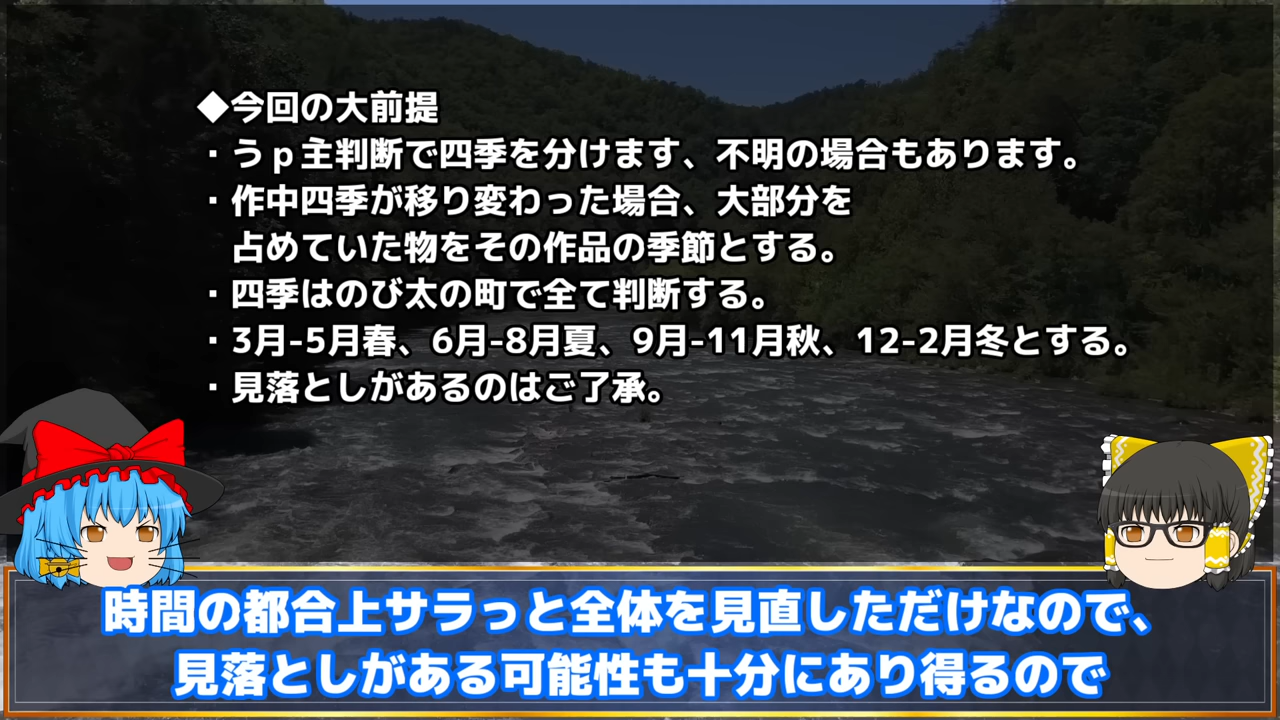 ◆今回の大前提
・うｐ主判断で四季を分けます、不明の場合もあります。
・作中四季が移り変わった場合、大部分を
占めていた物をその作品の季節とする。
・四季はのび太の町で全て判断する。
・3月-5月春、6月-8月夏、9月-11月秋、12-2月冬とする。
・見落としがあるのはご了承。
時間の都合上サラっと全体を見直しただけなので、
見落としがある可能性も十分にあり得るので